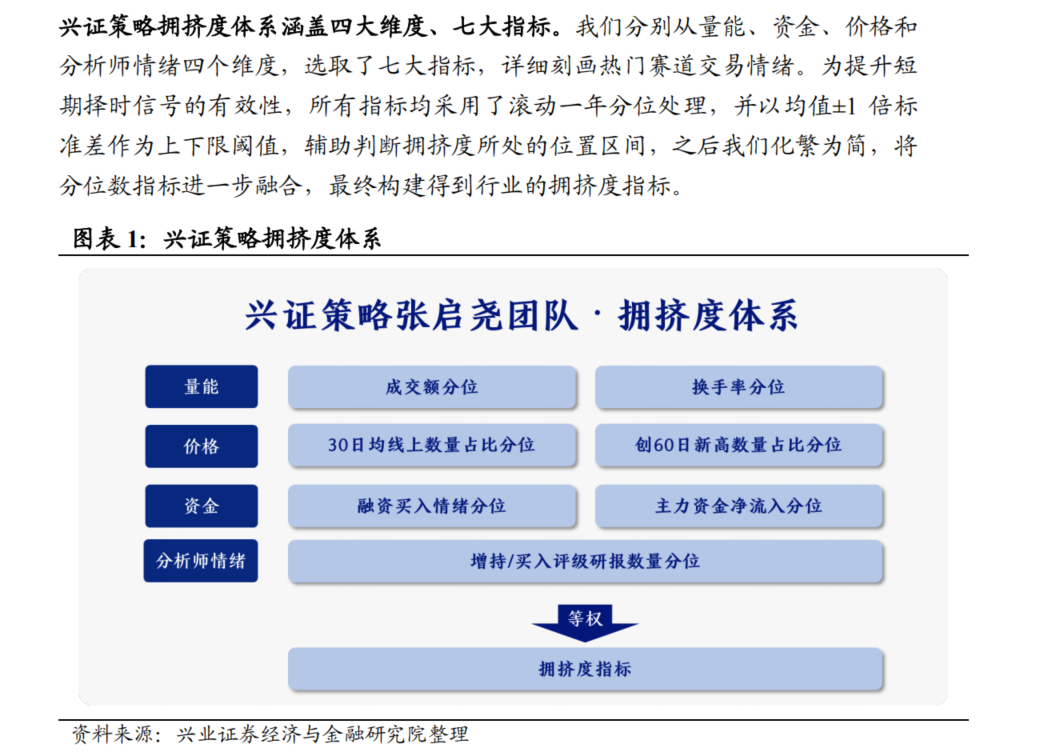 兴证策略拥挤度体系涵盖四大维度、七大指标。我们分别从量能、资金、价格和
分析师情绪四个维度，选取了七大指标，详细刻画热门赛道交易情绪。为提升短
期择时信号的有效性，所有指标均采用了滚动一年分位处理，并以均值±1 倍标
准差作为上下限阈值，辅助判断拥挤度所处的位置区间，之后我们化繁为简，将
分位数指标进一步融合，最终构建得到行业的拥挤度指标。
图表 1：兴证策略拥挤度体系
兴证策略张启尧团队·拥挤度体系
量能 成交额分位 换手率分位
价格 30日均线上数量占比分位 创60日新高数量占比分位
资金 融资买入情绪分位 主力资金净流入分位
分析师情绪 增持/买入评级研报数量分位
等权
拥挤度指标
资料来源：兴业证券经济与金融研究院整理